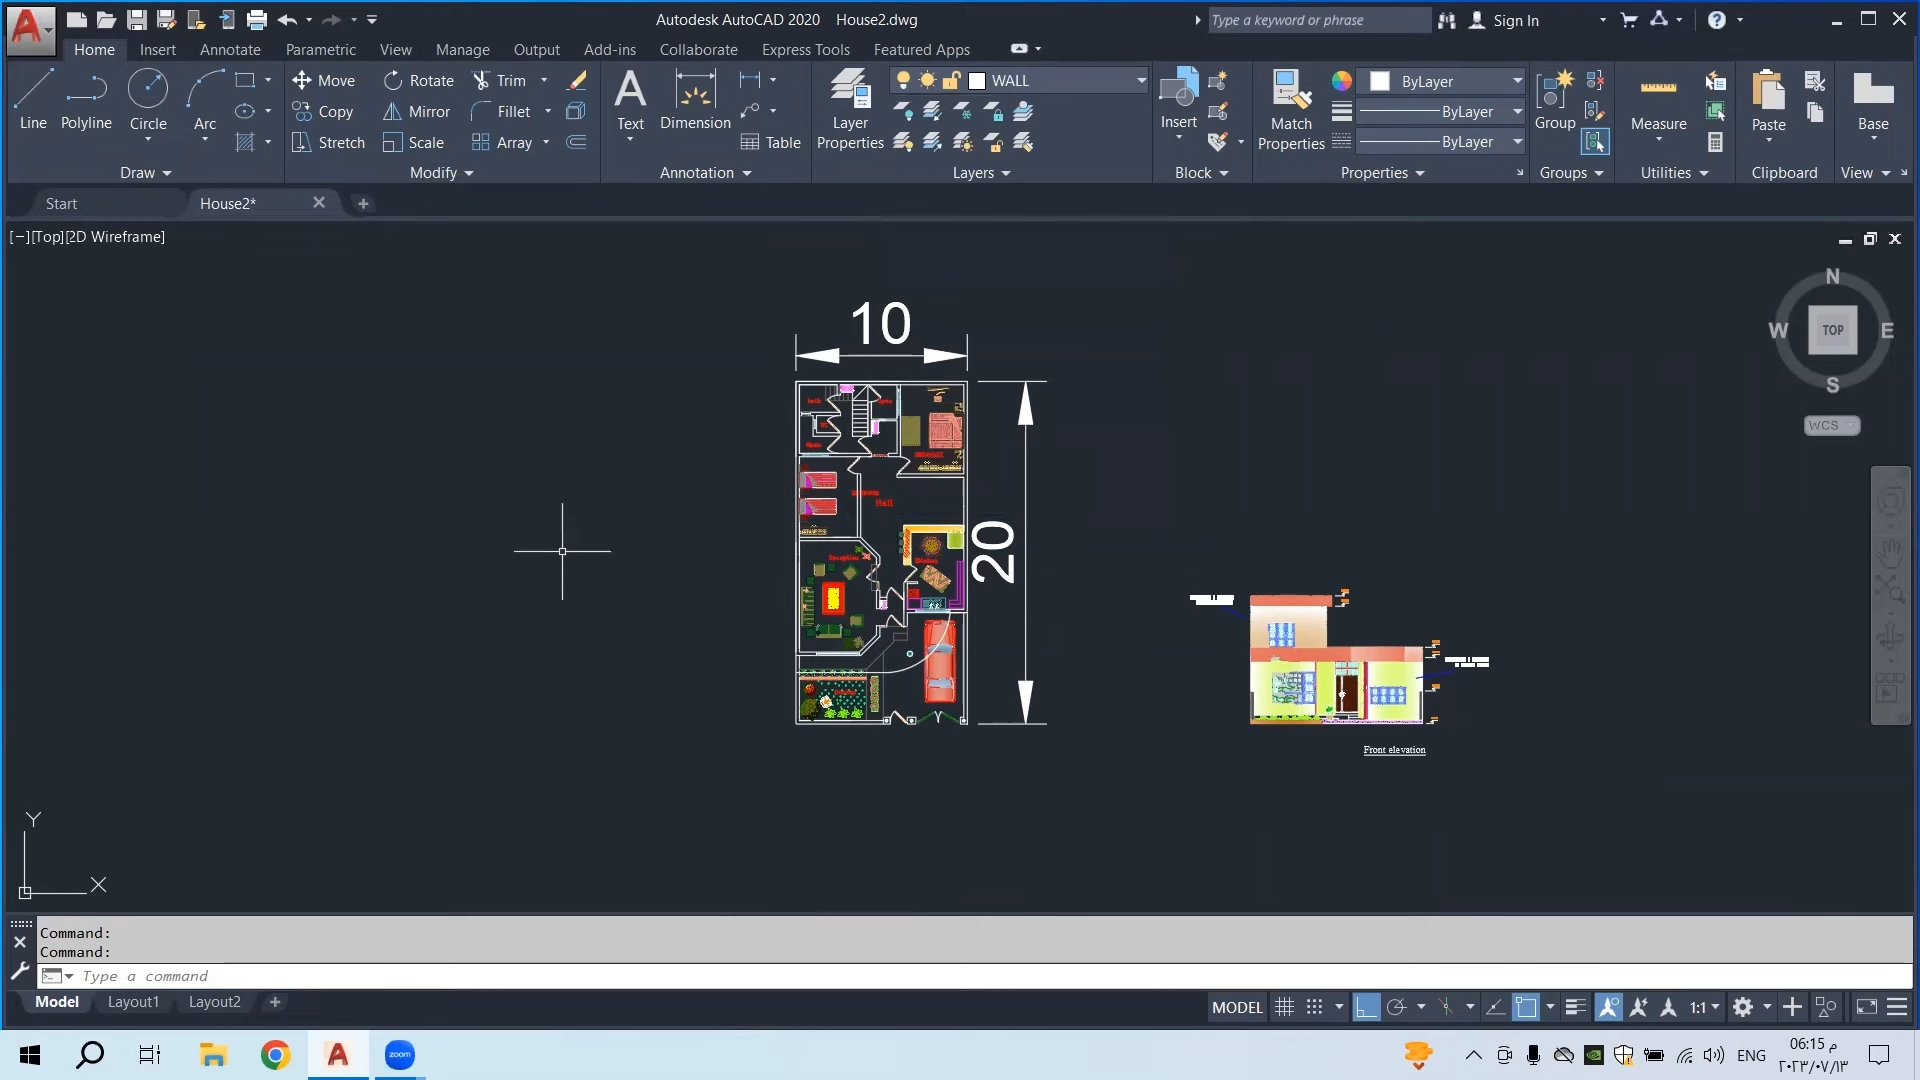 Autodesk AutoCAD 2020 House2.dwg
Type a keyword or phrase
Sign In
Home Insert Annotate Parametric View Manage Output Add-ins Collaborate Express Tools Featured Apps
Line Polyline Circle Arc
Move Rotate Trim
Copy Mirror Fillet
Stretch Scale Array
Text Dimension Table
Layer Properties
WALL
Insert
Match Properties
ByLayer
ByLayer
ByLayer
Group
Measure
Paste
Base
Draw Modify Annotation Layers Block Properties Groups Utilities Clipboard View
Start House2*
[−][Top][2D Wireframe]
N
W TOP E
S
WCS
10
20
Hall
Front elevation
Y
X
Command:
Command:
Type a command
Model Layout1 Layout2
MODEL 1:1
zoom
ENG
06:15 م
٢٠٢٣/٠٧/١٣